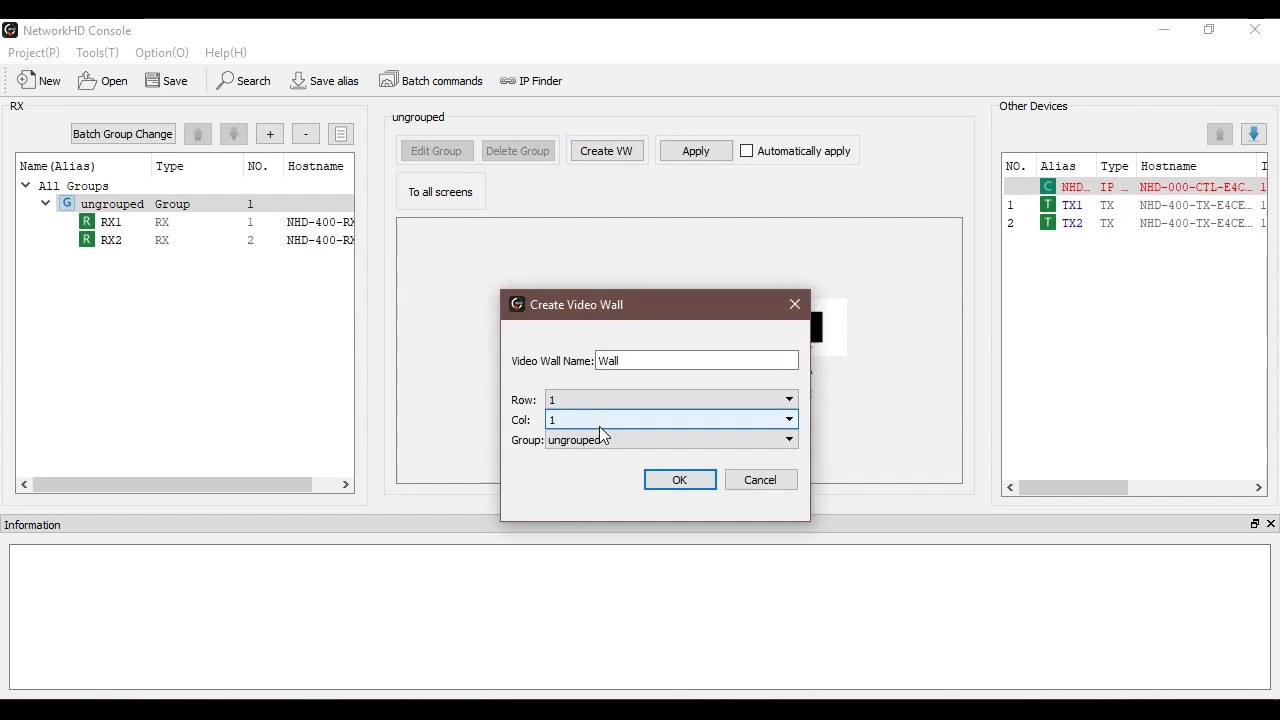 NetworkHD Console
Project(P) Tools(T) Option(O) Help(H)
New Open Save Search Save alias Batch commands IP Finder
RX
Batch Group Change + -
Name(Alias) Type NO. Hostname
All Groups
G ungrouped Group 1
R RX1 RX 1 NHD-400-RX
R RX2 RX 2 NHD-400-RX
ungrouped
Edit Group Delete Group Create VW Apply Automatically apply
To all screens
Create Video Wall
Video Wall Name: Wall
Row: 1
Col: 1
Group: ungrouped
OK Cancel
Other Devices
NO. Alias Type Hostname I
C NHD... IP ... NHD-000-CTL-E4C... 1
1 T TX1 TX NHD-400-TX-E4CE... 1
2 T TX2 TX NHD-400-TX-E4CE... 1
Information